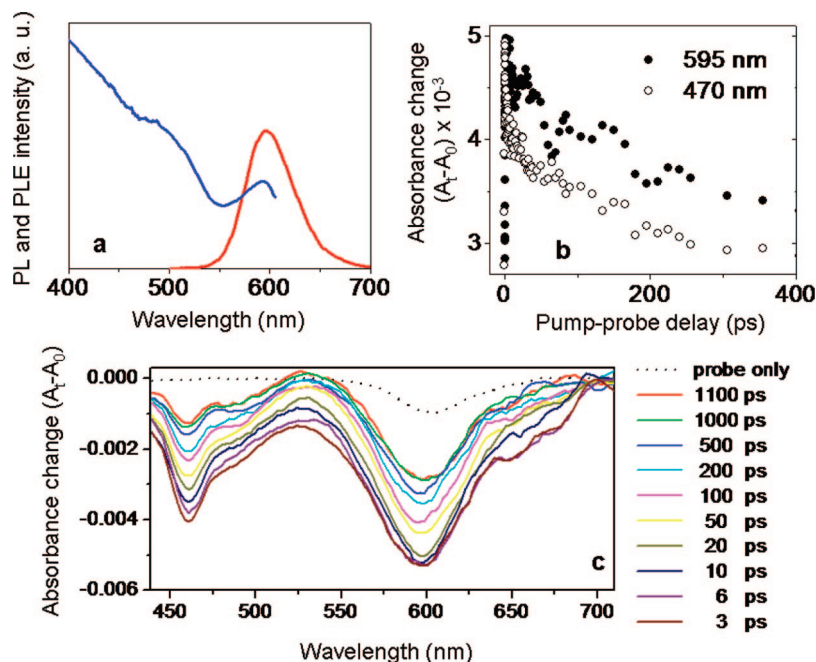 PL and PLE intensity (a. u.)
a
400 500 600 700
Wavelength (nm)
Absorbance change
(Aₜ-A₀) x 10⁻³
5
4
3
595 nm
470 nm
b
0 200 400
Pump-probe delay (ps)
Absorbance change (Aₜ-A₀)
0.000
-0.002
-0.004
-0.006
c
450 500 550 600 650 700
Wavelength (nm)
probe only
1100 ps
1000 ps
500 ps
200 ps
100 ps
50 ps
20 ps
10 ps
6 ps
3 ps